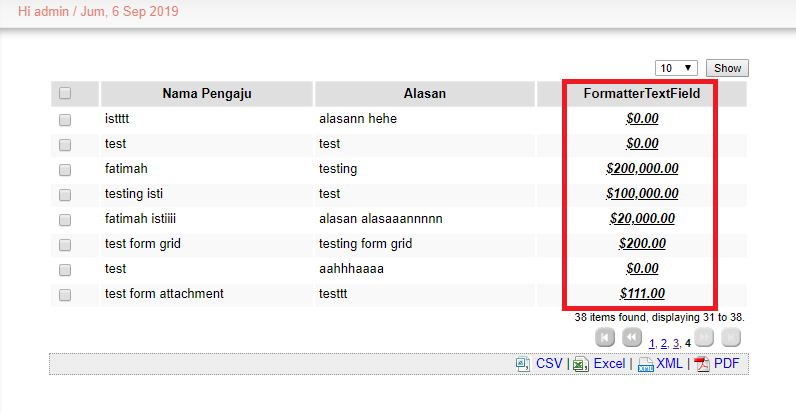 Hi admin / Jum, 6 Sep 2019
10 Show
Nama Pengaju Alasan FormatterTextField
istttt alasann hehe $0.00
test test $0.00
fatimah testing $200,000.00
testing isti test $100,000.00
fatimah istiiii alasan alasaaannnnn $20,000.00
test form grid testing form grid $200.00
test aahhhaaaa $0.00
test form attachment testtt $111.00
38 items found, displaying 31 to 38.
1, 2, 3, 4
CSV | Excel | XML | PDF